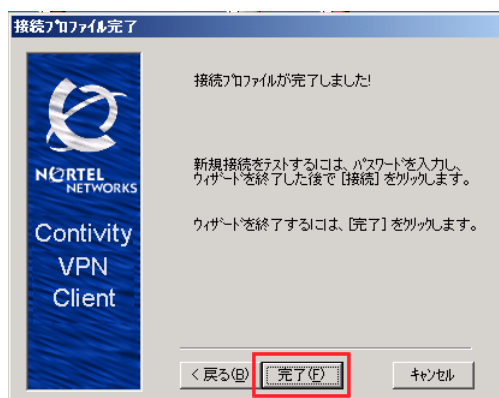 接続ﾌﾟﾛﾌｧｲﾙ完了
接続ﾌﾟﾛﾌｧｲﾙが完了しました!
新規接続をﾃｽﾄするには、ﾊﾟｽﾜｰﾄﾞを入力し、
ｳｨｻﾞｰﾄﾞを終了した後で [接続] をｸﾘｯｸします。
ｳｨｻﾞｰﾄﾞを終了するには、[完了] をｸﾘｯｸします。
NORTEL
NETWORKS
Contivity
VPN
Client
< 戻る(B)
完了(F)
ｷｬﾝｾﾙ